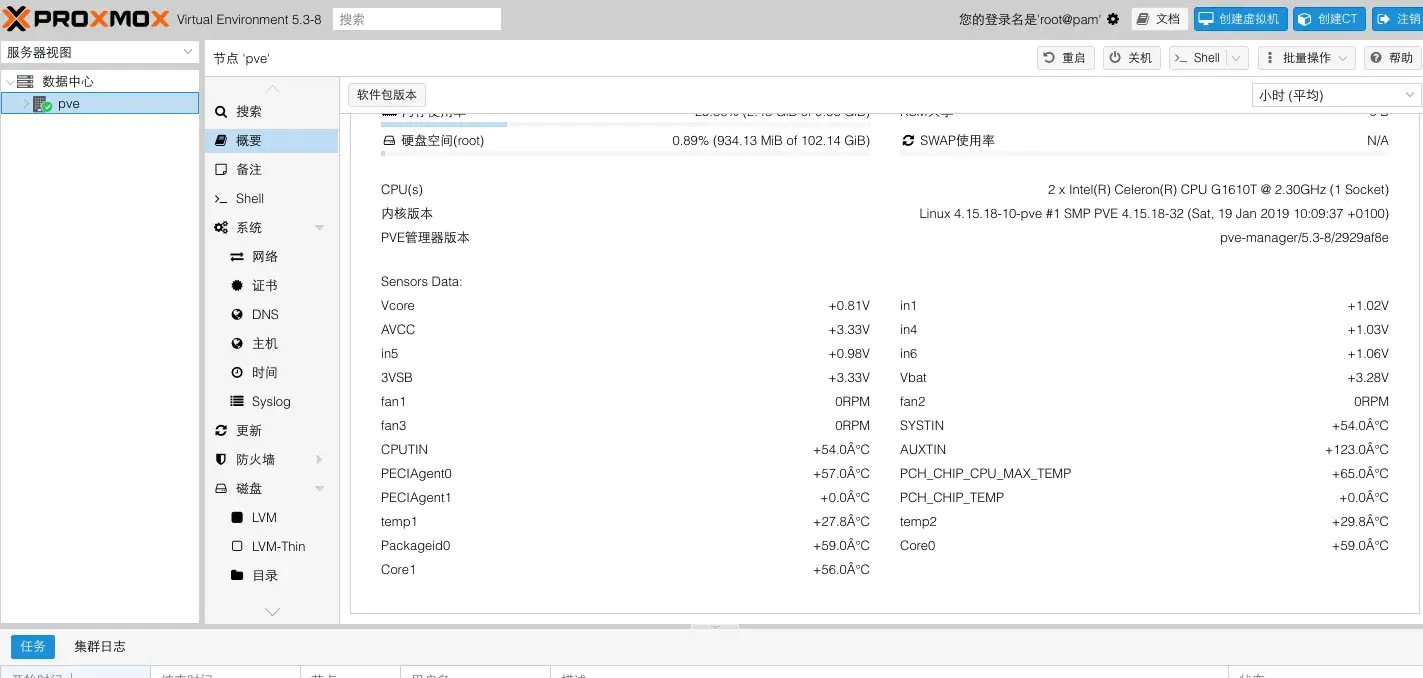 PROXMOX Virtual Environment 5.3-8 搜索 您的登录名是'root@pam' 文档 创建虚拟机 创建CT 注销
服务器视图
数据中心
pve
节点 'pve' 重启 关机 Shell 批量操作 帮助
搜索
概要
备注
Shell
系统
网络
证书
DNS
主机
时间
Syslog
更新
防火墙
磁盘
LVM
LVM-Thin
目录
软件包版本 小时 (平均)
硬盘空间(root) 0.89% (934.13 MiB of 102.14 GiB) SWAP使用率 N/A
CPU(s) 2 x Intel(R) Celeron(R) CPU G1610T @ 2.30GHz (1 Socket)
内核版本 Linux 4.15.18-10-pve #1 SMP PVE 4.15.18-32 (Sat, 19 Jan 2019 10:09:37 +0100)
PVE管理器版本 pve-manager/5.3-8/2929af8e
Sensors Data:
Vcore +0.81V in1 +1.02V
AVCC +3.33V in4 +1.03V
in5 +0.98V in6 +1.06V
3VSB +3.33V Vbat +3.28V
fan1 0RPM fan2 0RPM
fan3 0RPM SYSTIN +54.0Â°C
CPUTIN +54.0Â°C AUXTIN +123.0Â°C
PECIAgent0 +57.0Â°C PCH_CHIP_CPU_MAX_TEMP +65.0Â°C
PECIAgent1 +0.0Â°C PCH_CHIP_TEMP +0.0Â°C
temp1 +27.8Â°C temp2 +29.8Â°C
Packageid0 +59.0Â°C Core0 +59.0Â°C
Core1 +56.0Â°C
任务 集群日志